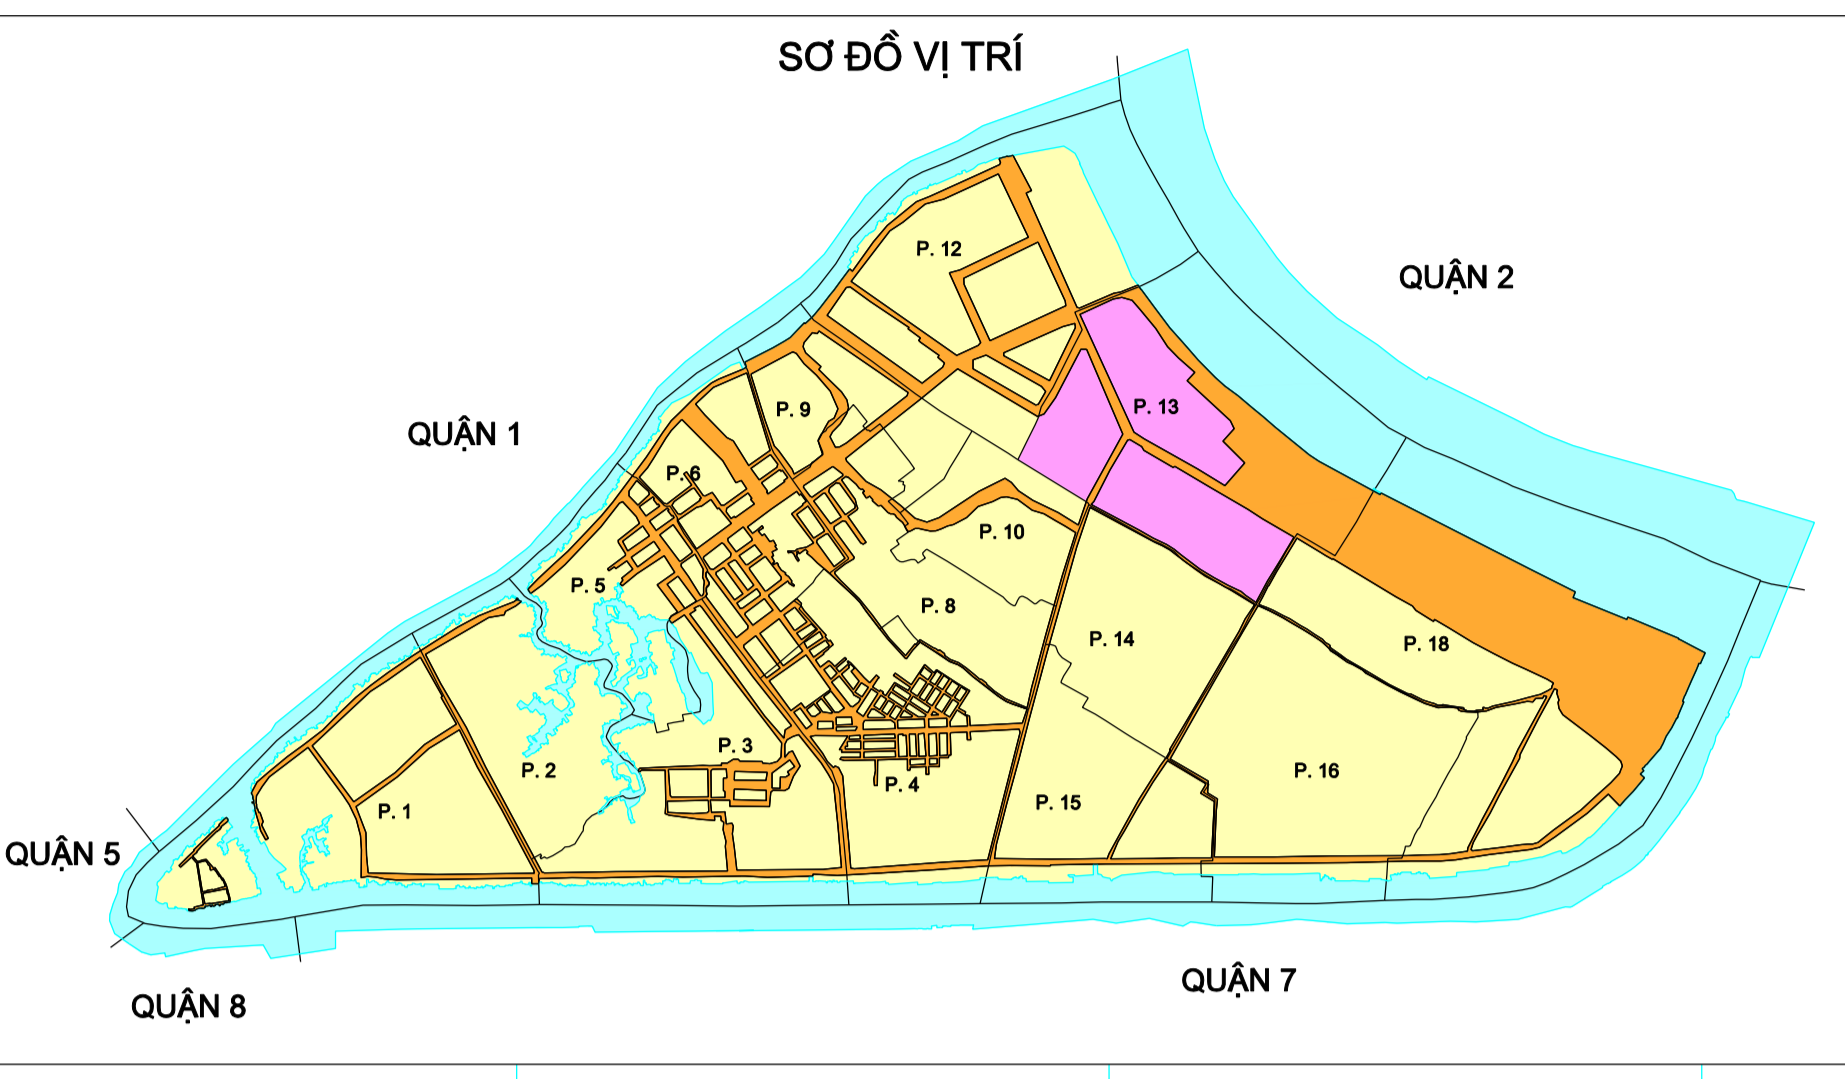 SƠ ĐỒ VỊ TRÍ
P. 12
QUẬN 2
P. 9
P. 13
QUẬN 1
P. 6
P. 10
P. 5
P. 8
P. 14
P. 18
P. 3
P. 2
P. 4
P. 16
P. 15
P. 1
QUẬN 5
QUẬN 7
QUẬN 8